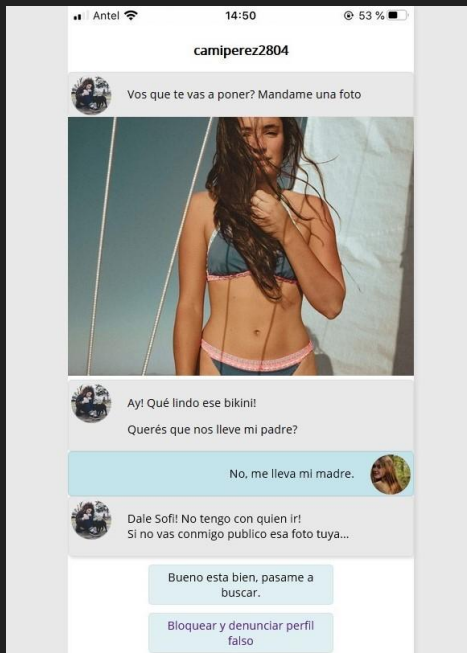 Antel
14:50
53 %
camiperez2804
Vos que te vas a poner? Mandame una foto
Ay! Qué lindo ese bikini!
Querés que nos lleve mi padre?
No, me lleva mi madre.
Dale Sofi! No tengo con quien ir!
Si no vas conmigo publico esa foto tuya...
Bueno esta bien, pasame a
buscar.
Bloquear y denunciar perfil
falso